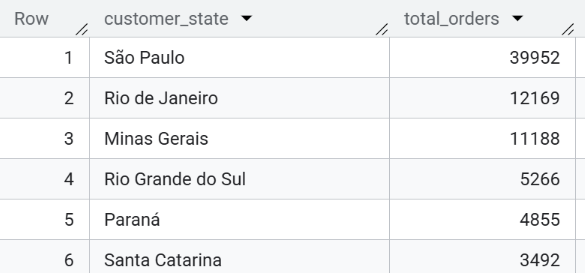 Row customer_state total_orders
1 São Paulo 39952
2 Rio de Janeiro 12169
3 Minas Gerais 11188
4 Rio Grande do Sul 5266
5 Paraná 4855
6 Santa Catarina 3492